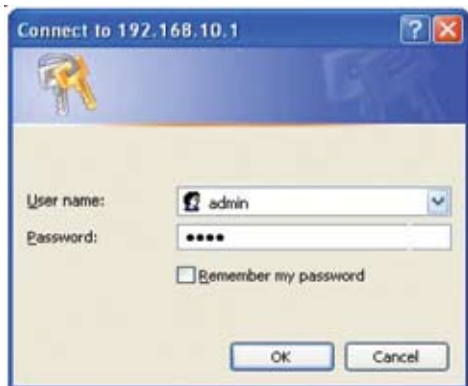 Connect to 192.168.10.1
User name:
admin
Password:
••••
Remember my password
OK
Cancel